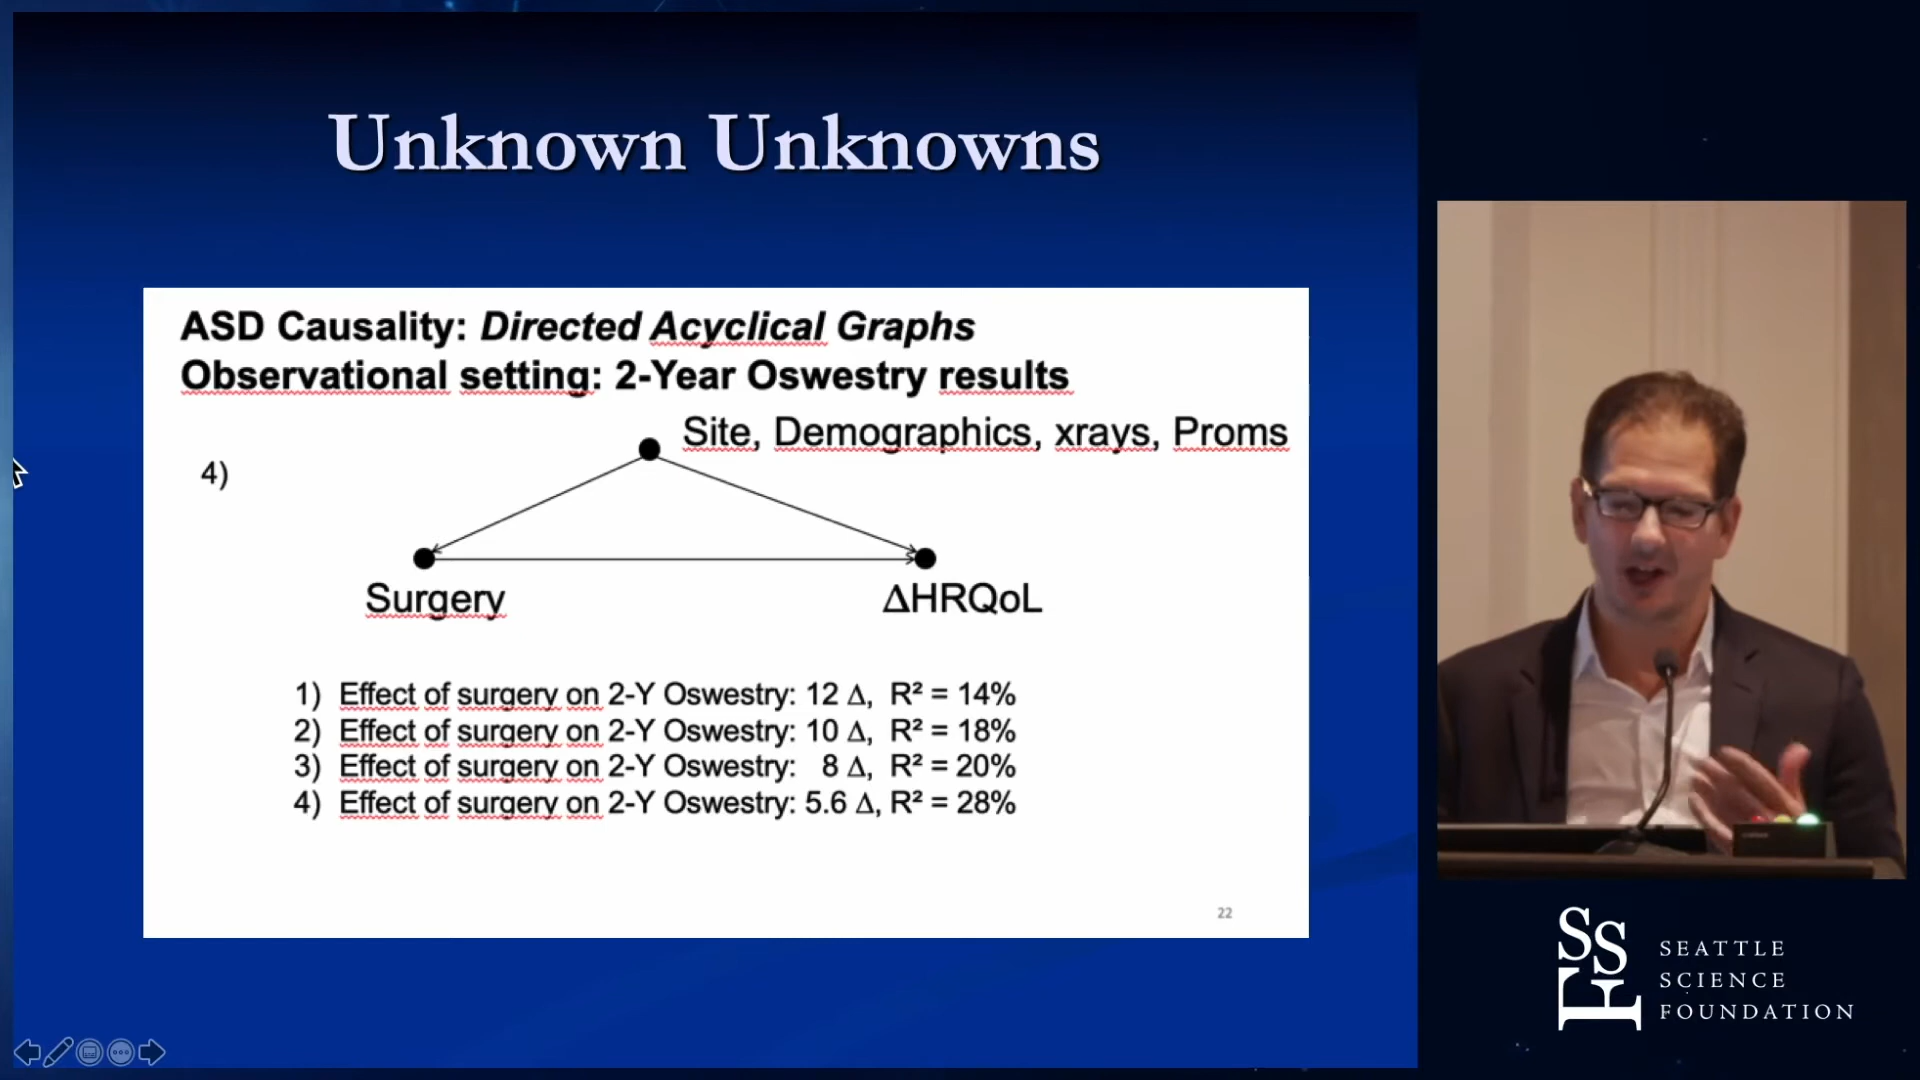 Unknown Unknowns
ASD Causality: Directed Acyclical Graphs
Observational setting: 2-Year Oswestry results
Site, Demographics, xrays, Proms
4)
Surgery
ΔHRQoL
1) Effect of surgery on 2-Y Oswestry: 12 Δ, R² = 14%
2) Effect of surgery on 2-Y Oswestry: 10 Δ, R² = 18%
3) Effect of surgery on 2-Y Oswestry: 8 Δ, R² = 20%
4) Effect of surgery on 2-Y Oswestry: 5.6 Δ, R² = 28%
22
SSF
SEATTLE
SCIENCE
FOUNDATION